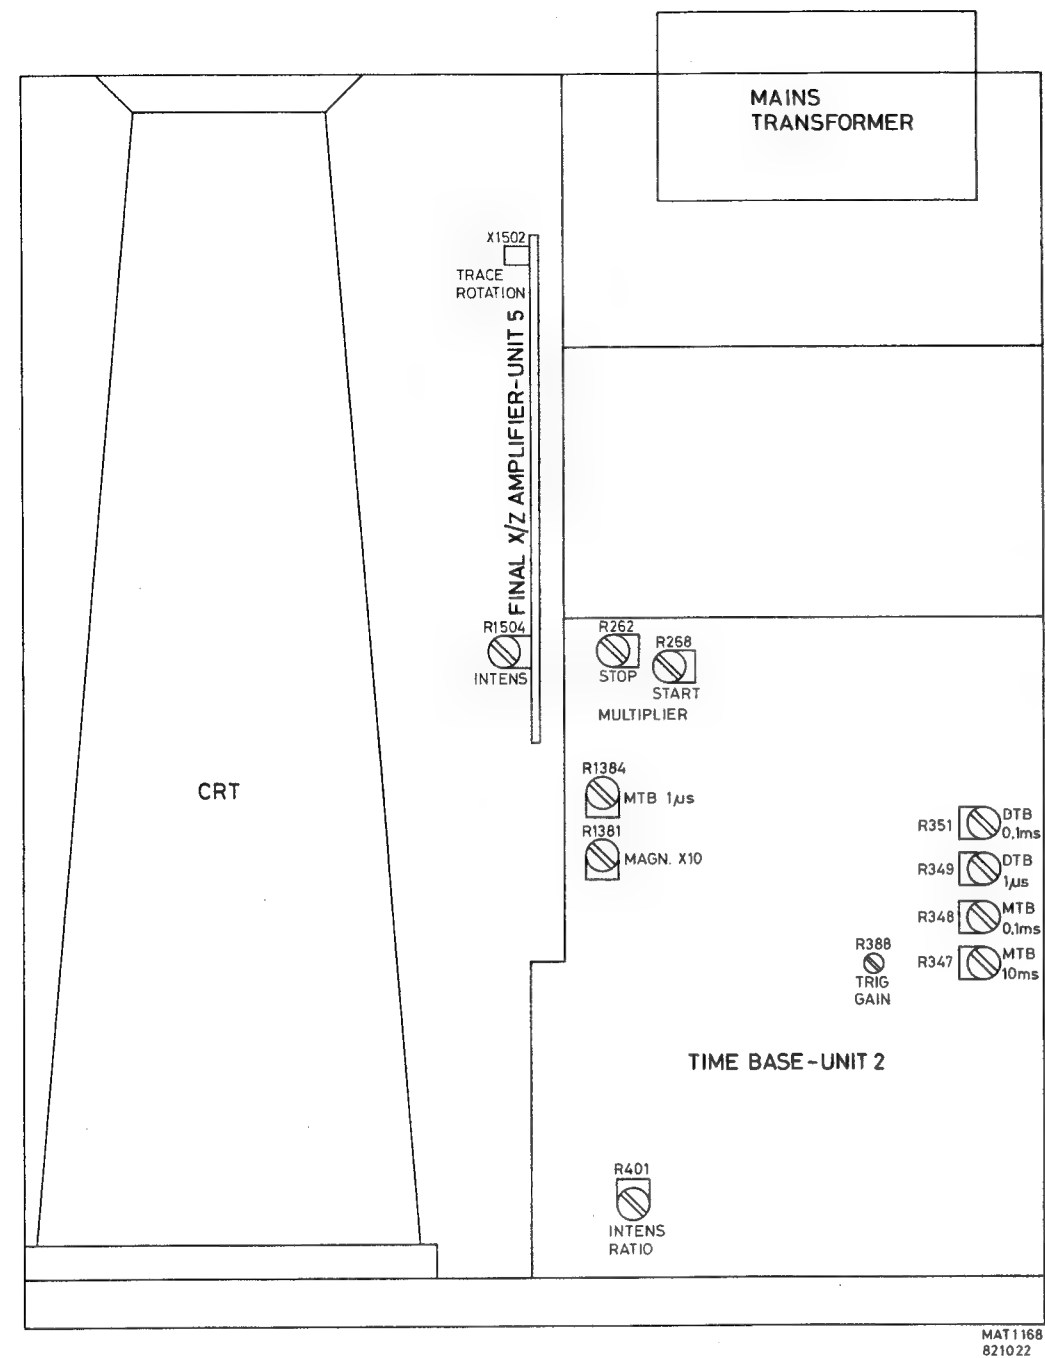 MAINS
TRANSFORMER
X1502
TRACE
ROTATION
FINAL X/Z AMPLIFIER-UNIT 5
R1504
INTENS
R262
STOP
R268
START
MULTIPLIER
CRT
R1384
MTB 1µs
R1381
MAGN. X10
R351
DTB
0,1ms
R349
DTB
1µs
R348
MTB
0,1ms
R347
MTB
10ms
R388
TRIG
GAIN
TIME BASE-UNIT 2
R401
INTENS
RATIO
MAT1168
821022